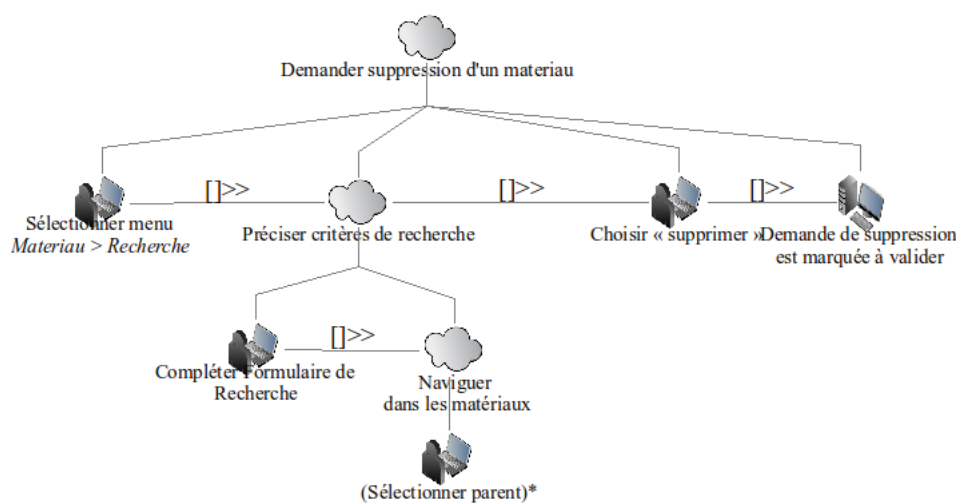 Demander suppression d'un materiau
[]>>
[]>>
[]>>
Sélectionner menu
Materiau > Recherche
Préciser critères de recherche
Choisir « supprimer »
Demande de suppression
est marquée à valider
[]>>
Compléter Formulaire de
Recherche
Naviguer
dans les matériaux
(Sélectionner parent)*